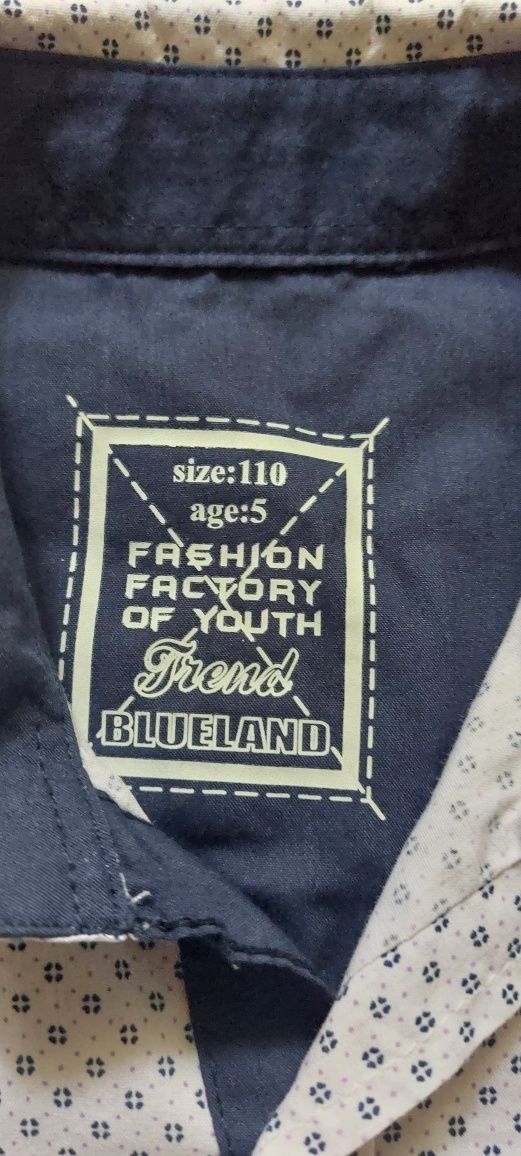 size:110
age:5
FASHION
FACTORY
OF YOUTH
Trend
BLUELAND